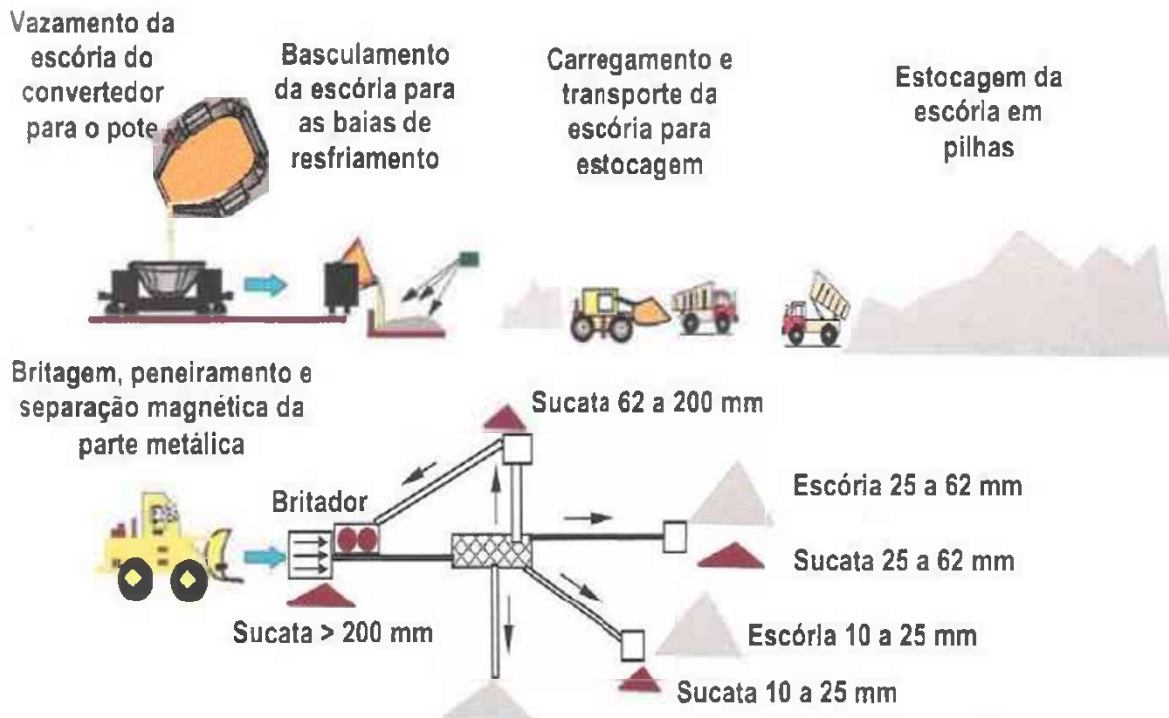 Vazamento da
escória do
convertedor
para o pote
Basculamento
da escória para
as baias de
resfriamento
Carregamento e
transporte da
escória para
estocagem
Estocagem da
escória em
pilhas
Britagem, peneiramento e
separação magnética da
parte metálica
Sucata 62 a 200 mm
Britador
Escória 25 a 62 mm
Sucata 25 a 62 mm
Sucata > 200 mm
Escória 10 a 25 mm
Sucata 10 a 25 mm